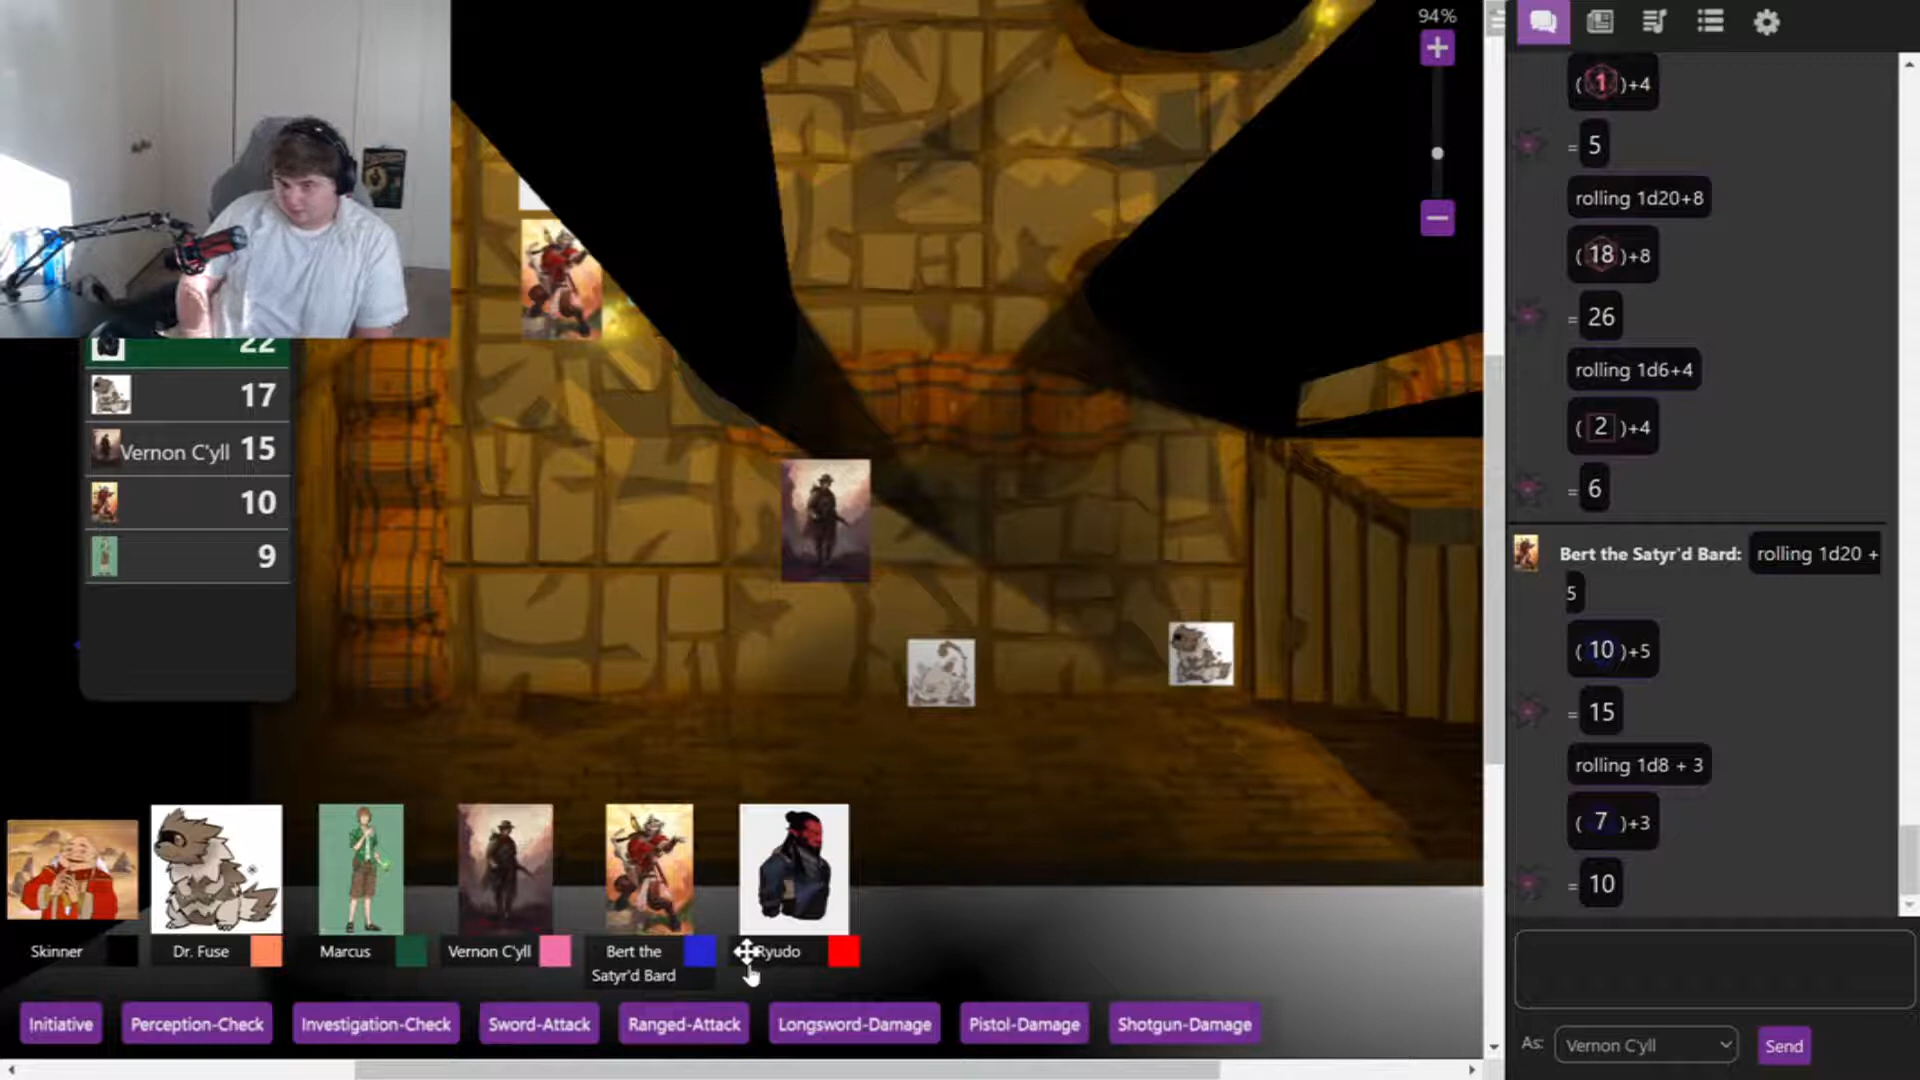 94%
22
17
Vernon C'yll 15
10
9
(1)+4
= 5
rolling 1d20+8
(18)+8
= 26
rolling 1d6+4
(2)+4
= 6
Bert the Satyr'd Bard: rolling 1d20 +
5
(10)+5
= 15
rolling 1d8 + 3
(7)+3
= 10
Skinner
Dr. Fuse
Marcus
Vernon C'yll
Bert the
Satyr'd Bard
Ryudo
Initiative
Perception-Check
Investigation-Check
Sword-Attack
Ranged-Attack
Longsword-Damage
Pistol-Damage
Shotgun-Damage
As: Vernon C'yll
Send